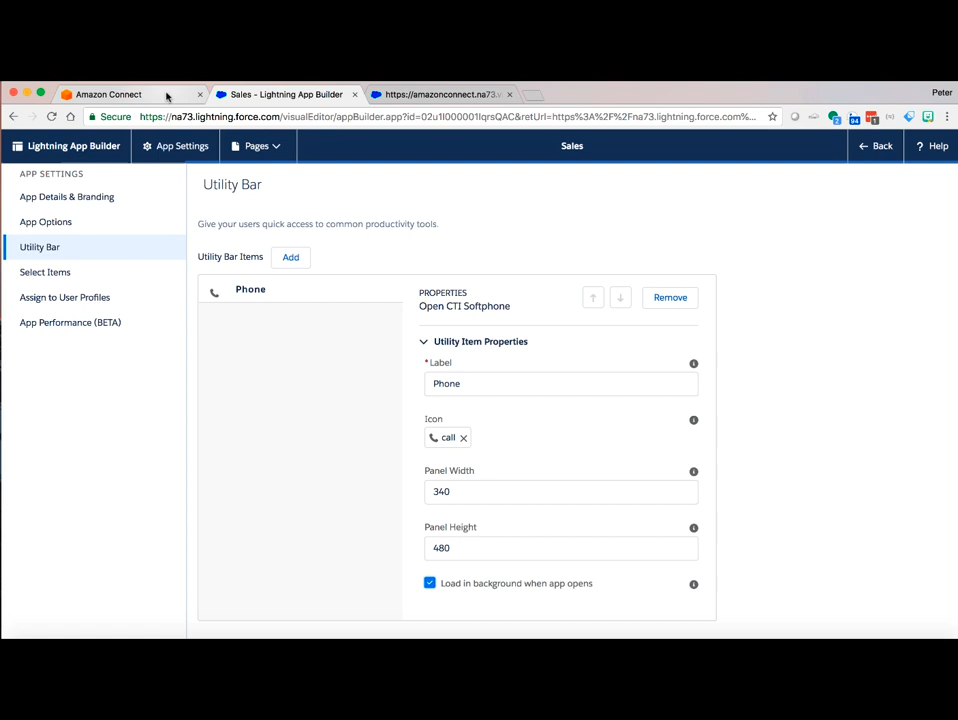 Amazon Connect
Sales - Lightning App Builder
https://amazonconnect.na73.v
Peter
Secure
https://na73.lightning.force.com/visualEditor/appBuilder.app?id=02u1I000001IqrsQAC&retUrl=https%3A%2F%2Fna73.lightning.force.com%2...
2
94
1
Lightning App Builder
App Settings
Pages
Sales
Back
? Help
APP SETTINGS
App Details & Branding
App Options
Utility Bar
Select Items
Assign to User Profiles
App Performance (BETA)
Utility Bar
Give your users quick access to common productivity tools.
Utility Bar Items
Add
Phone
PROPERTIES
Open CTI Softphone
Remove
Utility Item Properties
* Label
Phone
Icon
call
Panel Width
340
Panel Height
480
Load in background when app opens